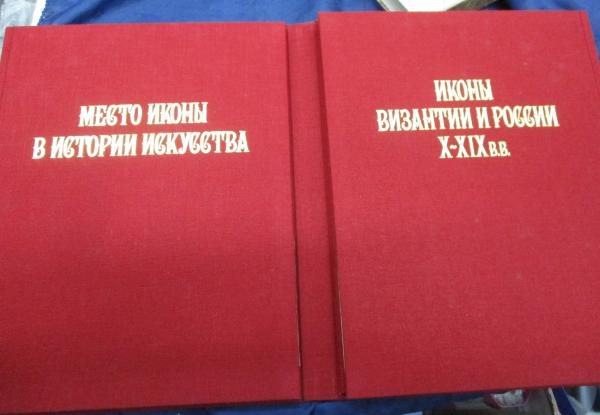 МЕСТО ИКОНЫ
В ИСТОРИИ ИСКУССТВА
ИКОНЫ
ВИЗАНТИИ И РОССИИ
X-XIX В.В.